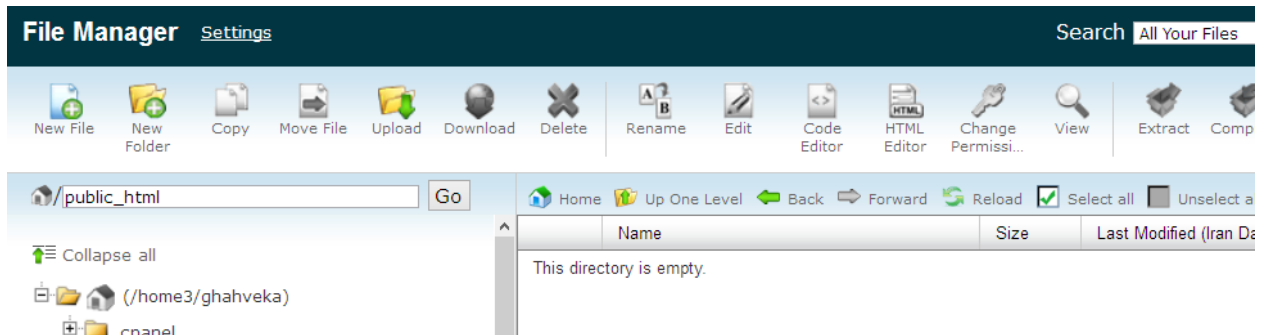 File Manager Settings Search All Your Files
New File New Folder Copy Move File Upload Download Delete Rename Edit Code Editor HTML Editor Change Permissi... View Extract
/public_html Go Home Up One Level Back Forward Reload Select all Unselect
Name Size Last Modified (Iran
Collapse all
This directory is empty.
(/home3/ghahveka)
cpanel